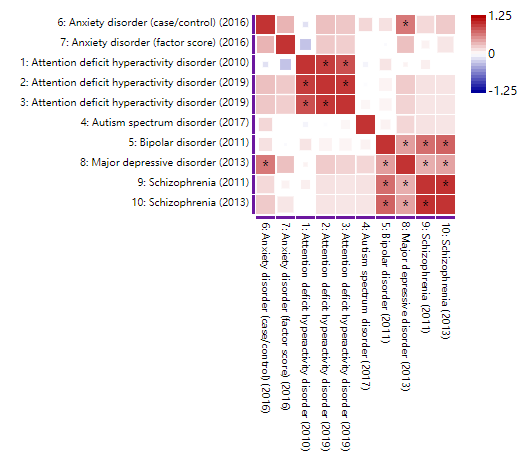 6: Anxiety disorder (case/control) (2016)
7: Anxiety disorder (factor score) (2016)
1: Attention deficit hyperactivity disorder (2010)
2: Attention deficit hyperactivity disorder (2019)
3: Attention deficit hyperactivity disorder (2019)
4: Autism spectrum disorder (2017)
5: Bipolar disorder (2011)
8: Major depressive disorder (2013)
9: Schizophrenia (2011)
10: Schizophrenia (2013)
1.25
0
-1.25
*
* *
* *
* *
* * *
* * * *
* * *
* * *
6: Anxiety disorder (case/control) (2016)
7: Anxiety disorder (factor score) (2016)
1: Attention deficit hyperactivity disorder (2010)
2: Attention deficit hyperactivity disorder (2019)
3: Attention deficit hyperactivity disorder (2019)
4: Autism spectrum disorder (2017)
5: Bipolar disorder (2011)
8: Major depressive disorder (2013)
9: Schizophrenia (2011)
10: Schizophrenia (2013)